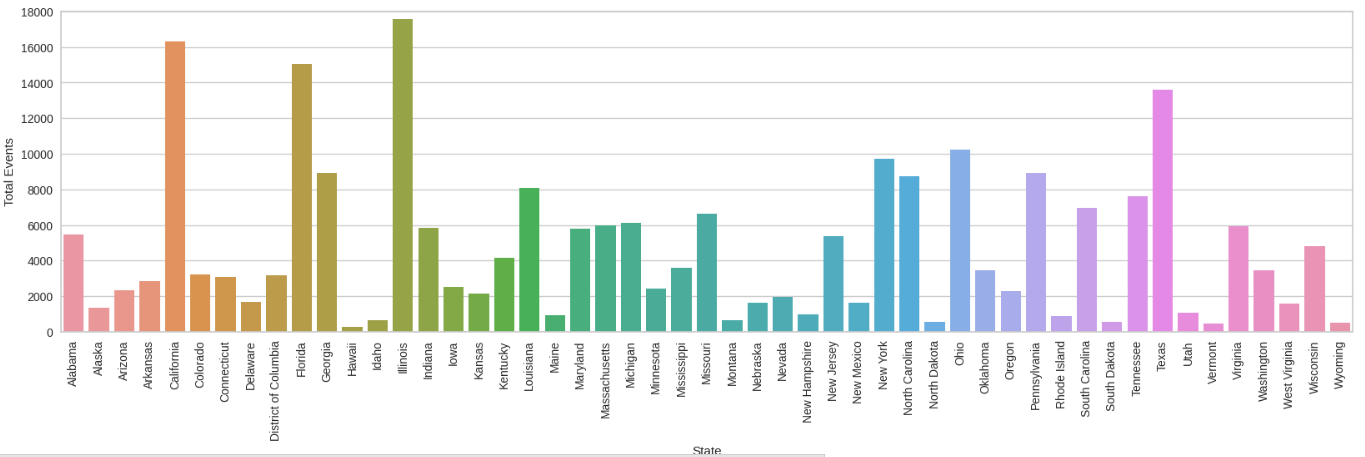 18000
16000
14000
12000
10000
8000
6000
4000
2000
0
Total Events
Alabama
Alaska
Arizona
Arkansas
California
Colorado
Connecticut
Delaware
District of Columbia
Florida
Georgia
Hawaii
Idaho
Illinois
Indiana
Iowa
Kansas
Kentucky
Louisiana
Maine
Maryland
Massachusetts
Michigan
Minnesota
Mississippi
Missouri
Montana
Nebraska
Nevada
New Hampshire
New Jersey
New Mexico
New York
North Carolina
North Dakota
Ohio
Oklahoma
Oregon
Pennsylvania
Rhode Island
South Carolina
South Dakota
Tennessee
Texas
Utah
Vermont
Virginia
Washington
West Virginia
Wisconsin
Wyoming
State